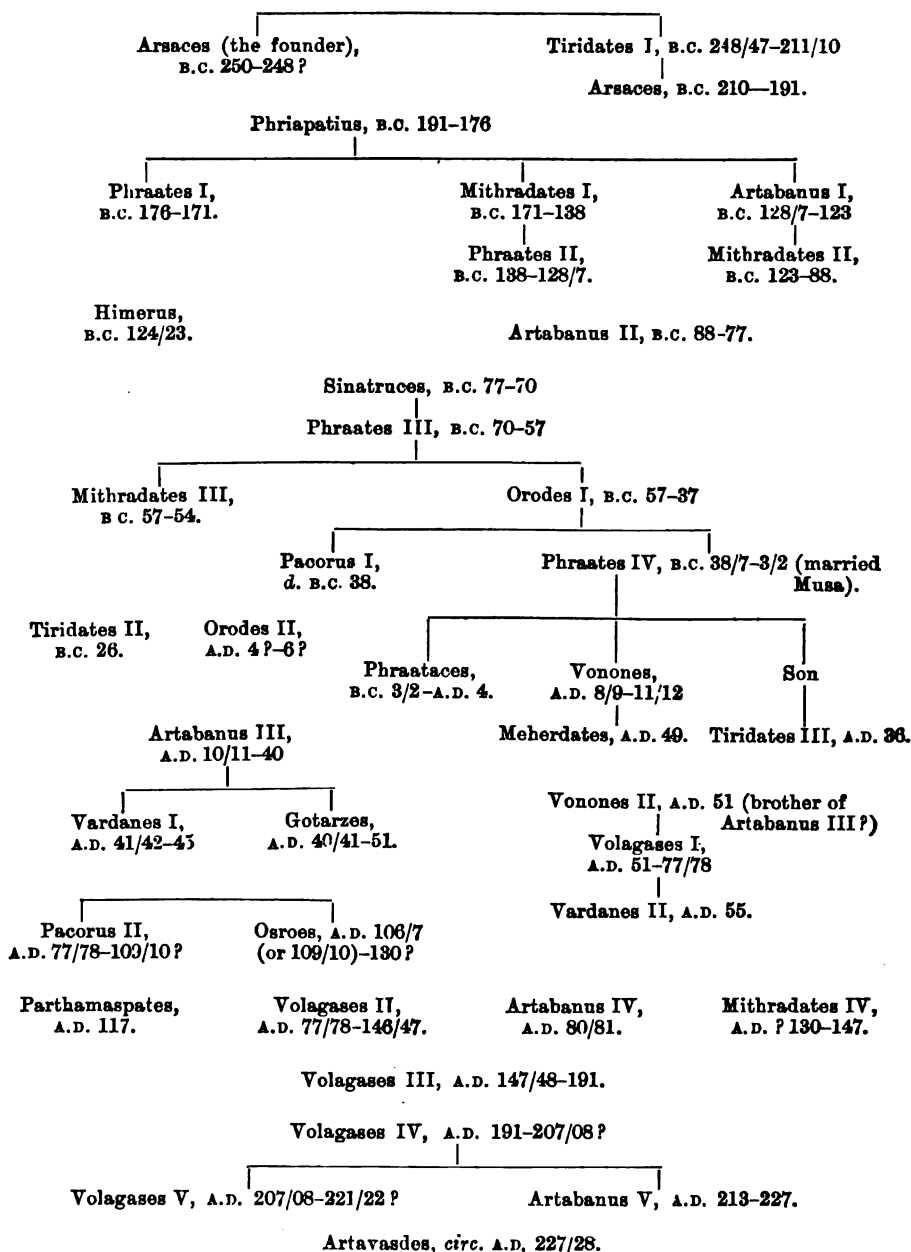 Arsaces (the founder), Tiridates I, B.C. 248/47–211/10
B.C. 250–248?
Arsaces, B.C. 210—191.
Phriapatius, B.C. 191–176
Phraates I, Mithradates I, Artabanus I,
B.C. 176–171. B.C. 171–138 B.C. 128/7–123
Phraates II, Mithradates II,
B.C. 138–128/7. B.C. 123–88.
Himerus,
B.C. 124/23. Artabanus II, B.C. 88–77.
Sinatruces, B.C. 77–70
Phraates III, B.C. 70–57
Mithradates III, Orodes I, B.C. 57–37
B C. 57–54.
Pacorus I, Phraates IV, B.C. 38/7–3/2 (married
d. B.C. 38. Musa).
Tiridates II, Orodes II,
B.C. 26. A.D. 4?–6?
Phraataces, Vonones, Son
B.C. 3/2–A.D. 4. A.D. 8/9–11/12
Artabanus III, Meherdates, A.D. 49. Tiridates III, A.D. 36.
A.D. 10/11–40
Vardanes I, Gotarzes, Vonones II, A.D. 51 (brother of
A.D. 41/42–45 A.D. 40/41–51. Artabanus III?)
Volagases I,
A.D. 51–77/78
Vardanes II, A.D. 55.
Pacorus II, Osroes, A.D. 106/7
A.D. 77/78–109/10? (or 109/10)–130?
Parthamaspates, Volagases II, Artabanus IV, Mithradates IV,
A.D. 117. A.D. 77/78–146/47. A.D. 80/81. A.D. ? 130–147.
Volagases III, A.D. 147/48–191.
Volagases IV, A.D. 191–207/08?
Volagases V, A.D. 207/08–221/22? Artabanus V, A.D. 213–227.
Artavasdes, circ. A.D. 227/28.